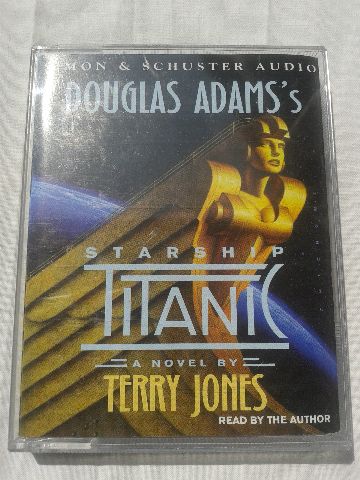 MON & SCHUSTER AUDIO
DOUGLAS ADAMS's
STARSHIP
TITANIC
A NOVEL BY
TERRY JONES
READ BY THE AUTHOR